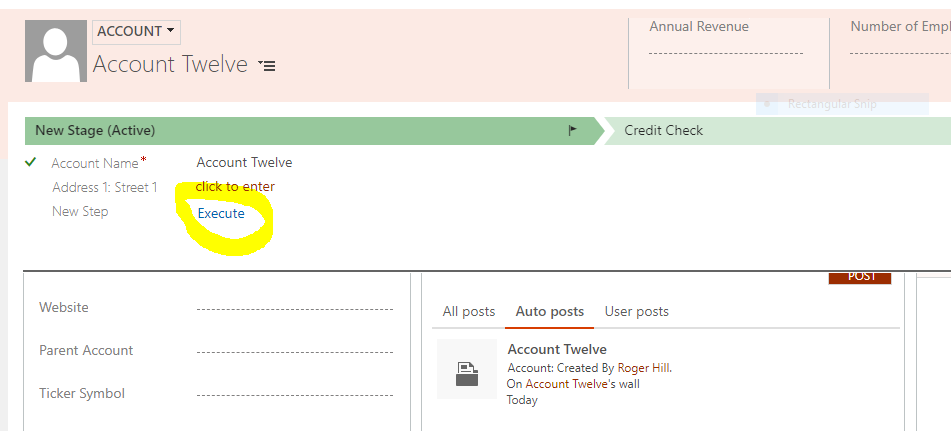 ACCOUNT
Account Twelve
Annual Revenue
Number of Empl
Rectangular Snip
New Stage (Active)
Credit Check
Account Name* Account Twelve
Address 1: Street 1 click to enter
New Step Execute
POST
Website
Parent Account
Ticker Symbol
All posts Auto posts User posts
Account Twelve
Account: Created By Roger Hill.
On Account Twelve's wall
Today